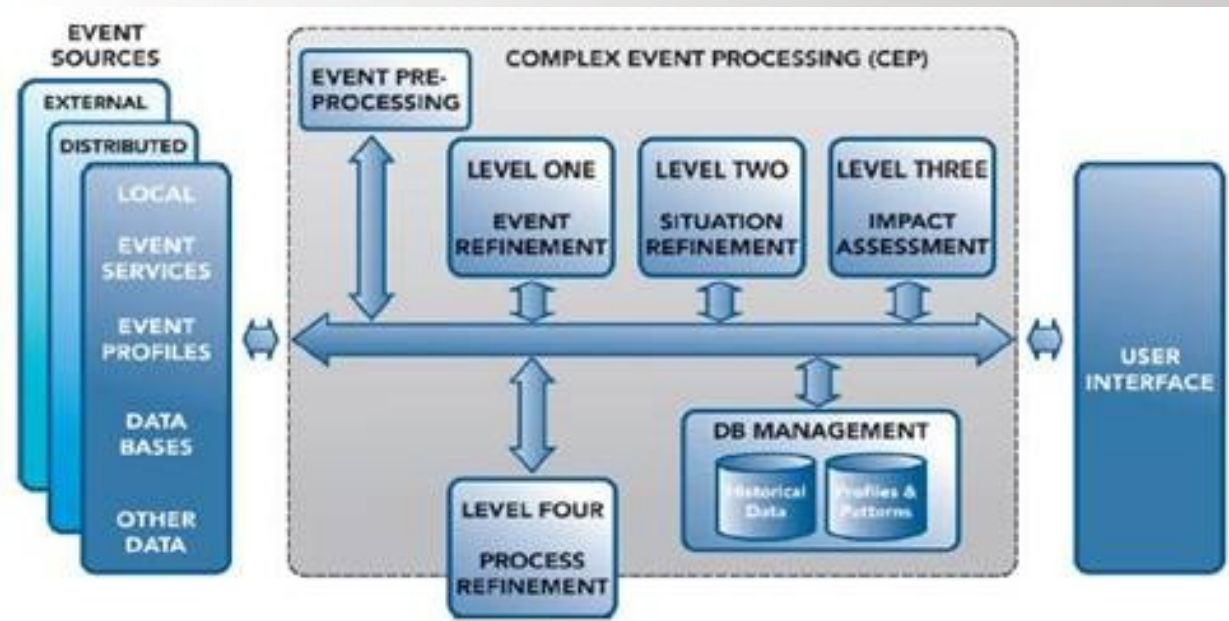 EVENT
SOURCES
EXTERNAL
DISTRIBUTED
LOCAL
EVENT
SERVICES
EVENT
PROFILES
DATA
BASES
OTHER
DATA
COMPLEX EVENT PROCESSING (CEP)
EVENT PRE-
PROCESSING
LEVEL ONE
EVENT
REFINEMENT
LEVEL TWO
SITUATION
REFINEMENT
LEVEL THREE
IMPACT
ASSESSMENT
LEVEL FOUR
PROCESS
REFINEMENT
DB MANAGEMENT
Historical
Data
Profiles &
Patterns
USER
INTERFACE